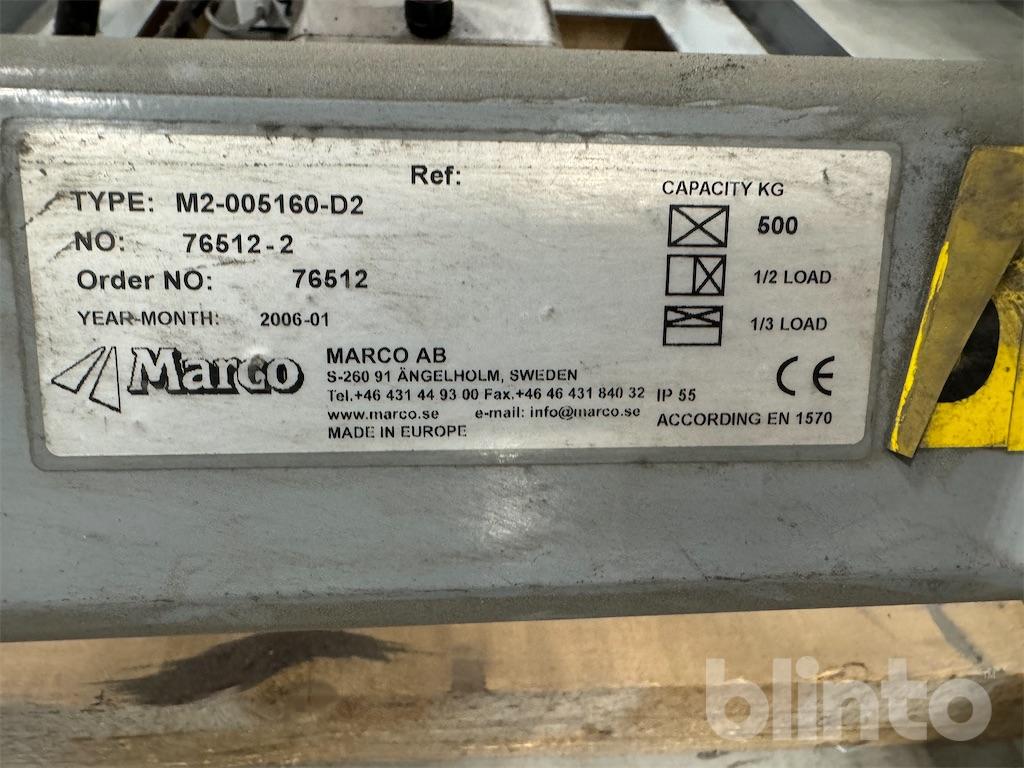 Ref:
TYPE: M2-005160-D2
NO: 76512-2
Order NO: 76512
YEAR-MONTH: 2006-01
CAPACITY KG
500
1/2 LOAD
1/3 LOAD
Marco
MARCO AB
S-260 91 ÄNGELHOLM, SWEDEN
Tel.+46 431 44 93 00 Fax.+46 46 431 840 32
www.marco.se e-mail: info@marco.se
MADE IN EUROPE
CE
IP 55
ACCORDING EN 1570
blinto™